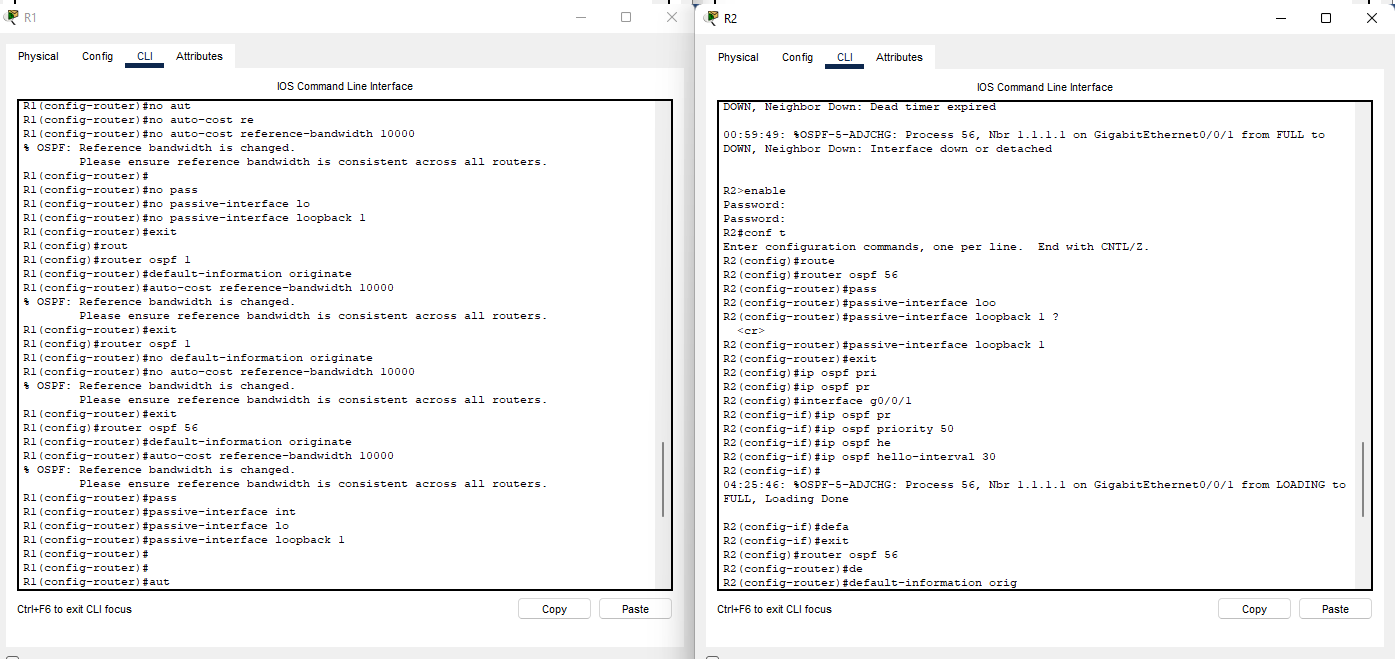 R1
Physical Config CLI Attributes
IOS Command Line Interface
R1(config-router)#no aut
R1(config-router)#no auto-cost re
R1(config-router)#no auto-cost reference-bandwidth 10000
% OSPF: Reference bandwidth is changed.
        Please ensure reference bandwidth is consistent across all routers.
R1(config-router)#
R1(config-router)#no pass
R1(config-router)#no passive-interface lo
R1(config-router)#no passive-interface loopback 1
R1(config-router)#exit
R1(config)#rout
R1(config)#router ospf 1
R1(config-router)#default-information originate
R1(config-router)#auto-cost reference-bandwidth 10000
% OSPF: Reference bandwidth is changed.
        Please ensure reference bandwidth is consistent across all routers.
R1(config-router)#exit
R1(config)#router ospf 1
R1(config-router)#no default-information originate
R1(config-router)#no auto-cost reference-bandwidth 10000
% OSPF: Reference bandwidth is changed.
        Please ensure reference bandwidth is consistent across all routers.
R1(config-router)#exit
R1(config)#router ospf 56
R1(config-router)#default-information originate
R1(config-router)#auto-cost reference-bandwidth 10000
% OSPF: Reference bandwidth is changed.
        Please ensure reference bandwidth is consistent across all routers.
R1(config-router)#pass
R1(config-router)#passive-interface int
R1(config-router)#passive-interface lo
R1(config-router)#passive-interface loopback 1
R1(config-router)#
R1(config-router)#
R1(config-router)#aut
Ctrl+F6 to exit CLI focus
Copy Paste
R2
Physical Config CLI Attributes
IOS Command Line Interface
DOWN, Neighbor Down: Dead timer expired
00:59:49: %OSPF-5-ADJCHG: Process 56, Nbr 1.1.1.1 on GigabitEthernet0/0/1 from FULL to
DOWN, Neighbor Down: Interface down or detached
R2>enable
Password:
Password:
R2#conf t
Enter configuration commands, one per line.  End with CNTL/Z.
R2(config)#route
R2(config)#router ospf 56
R2(config-router)#pass
R2(config-router)#passive-interface loo
R2(config-router)#passive-interface loopback 1 ?
  <cr>
R2(config-router)#passive-interface loopback 1
R2(config-router)#exit
R2(config)#ip ospf pri
R2(config)#ip ospf pr
R2(config)#interface g0/0/1
R2(config-if)#ip ospf pr
R2(config-if)#ip ospf priority 50
R2(config-if)#ip ospf he
R2(config-if)#ip ospf hello-interval 30
R2(config-if)#
04:25:46: %OSPF-5-ADJCHG: Process 56, Nbr 1.1.1.1 on GigabitEthernet0/0/1 from LOADING to
FULL, Loading Done
R2(config-if)#defa
R2(config-if)#exit
R2(config)#router ospf 56
R2(config-router)#de
R2(config-router)#default-information orig
Ctrl+F6 to exit CLI focus
Copy Paste